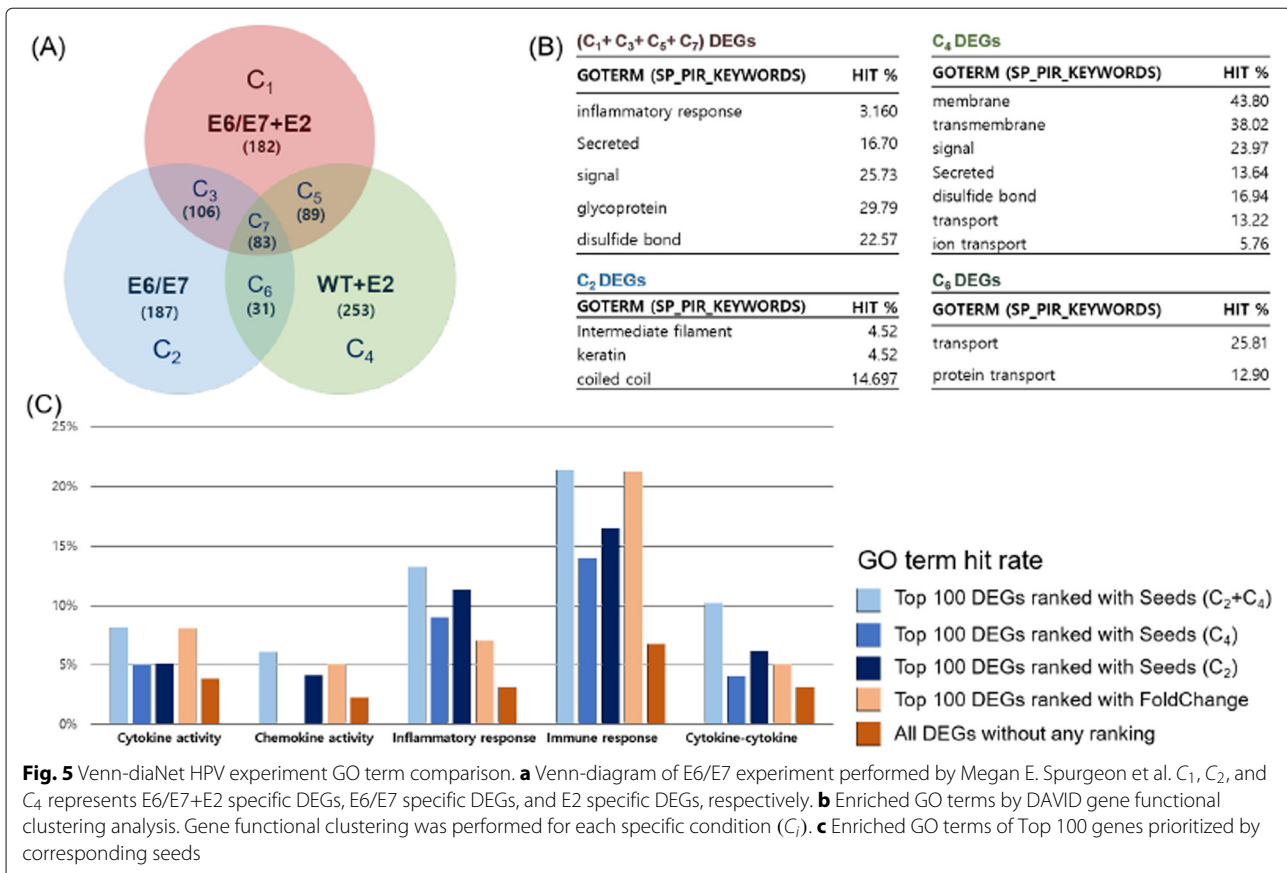 (A)
C₁
E6/E7+E2
(182)
C₃
(106)
C₅
(89)
C₇
(83)
E6/E7
(187)
C₂
C₆
(31)
WT+E2
(253)
C₄
(B)
(C₁+ C₃+ C₅+ C₇) DEGs
GOTERM (SP_PIR_KEYWORDS) HIT %
inflammatory response 3.160
Secreted 16.70
signal 25.73
glycoprotein 29.79
disulfide bond 22.57
C₄ DEGs
GOTERM (SP_PIR_KEYWORDS) HIT %
membrane 43.80
transmembrane 38.02
signal 23.97
Secreted 13.64
disulfide bond 16.94
transport 13.22
ion transport 5.76
C₂ DEGs
GOTERM (SP_PIR_KEYWORDS) HIT %
Intermediate filament 4.52
keratin 4.52
coiled coil 14.697
C₆ DEGs
GOTERM (SP_PIR_KEYWORDS) HIT %
transport 25.81
protein transport 12.90
(C)
25%
20%
15%
10%
5%
0%
Cytokine activity Chemokine activity Inflammatory response Immune response Cytokine-cytokine
GO term hit rate
Top 100 DEGs ranked with Seeds (C₂+C₄)
Top 100 DEGs ranked with Seeds (C₄)
Top 100 DEGs ranked with Seeds (C₂)
Top 100 DEGs ranked with FoldChange
All DEGs without any ranking
Fig. 5 Venn-diaNet HPV experiment GO term comparison. a Venn-diagram of E6/E7 experiment performed by Megan E. Spurgeon et al. C₁, C₂, and
C₄ represents E6/E7+E2 specific DEGs, E6/E7 specific DEGs, and E2 specific DEGs, respectively. b Enriched GO terms by DAVID gene functional
clustering analysis. Gene functional clustering was performed for each specific condition (Cᵢ). c Enriched GO terms of Top 100 genes prioritized by
corresponding seeds